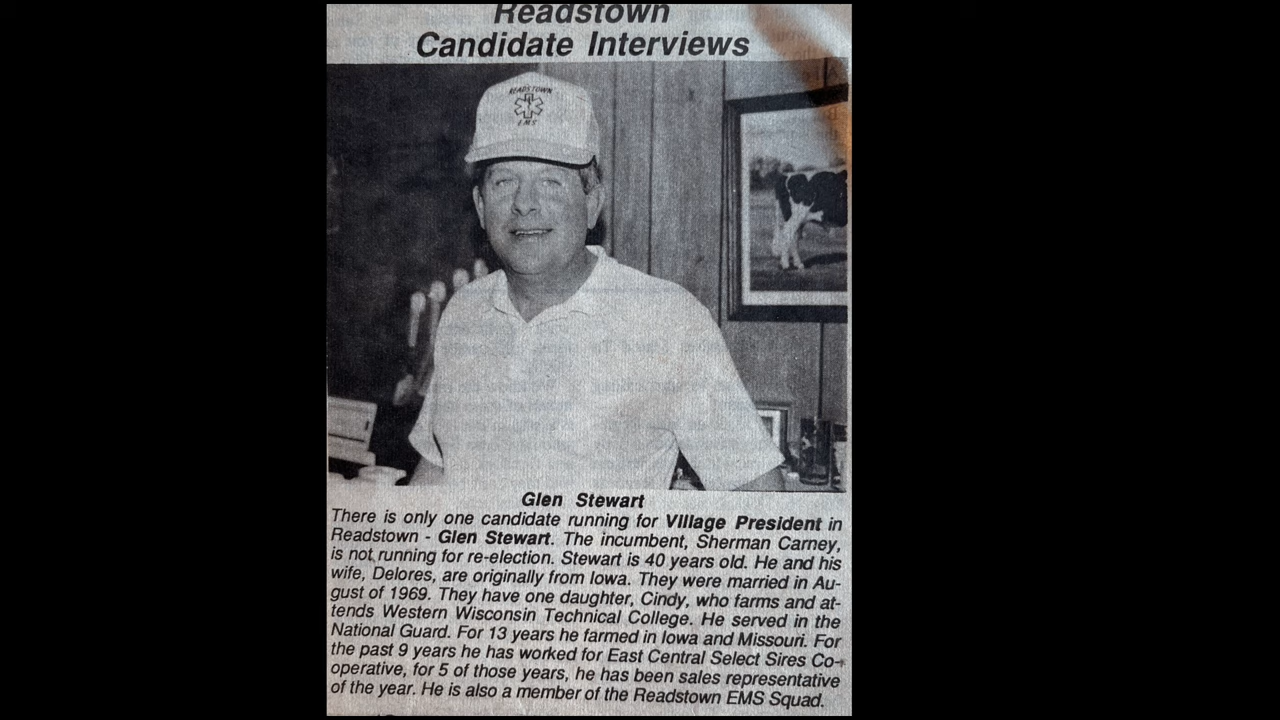 Readstown
Candidate Interviews
READSTOWN
EMS
Glen Stewart
There is only one candidate running for Village President in
Readstown - Glen Stewart. The incumbent, Sherman Carney,
is not running for re-election. Stewart is 40 years old. He and his
wife, Delores, are originally from Iowa. They were married in Au-
gust of 1969. They have one daughter, Cindy, who farms and at-
tends Western Wisconsin Technical College. He served in the
National Guard. For 13 years he farmed in Iowa and Missouri. For
the past 9 years he has worked for East Central Select Sires Co-
operative, for 5 of those years, he has been sales representative
of the year. He is also a member of the Readstown EMS Squad.